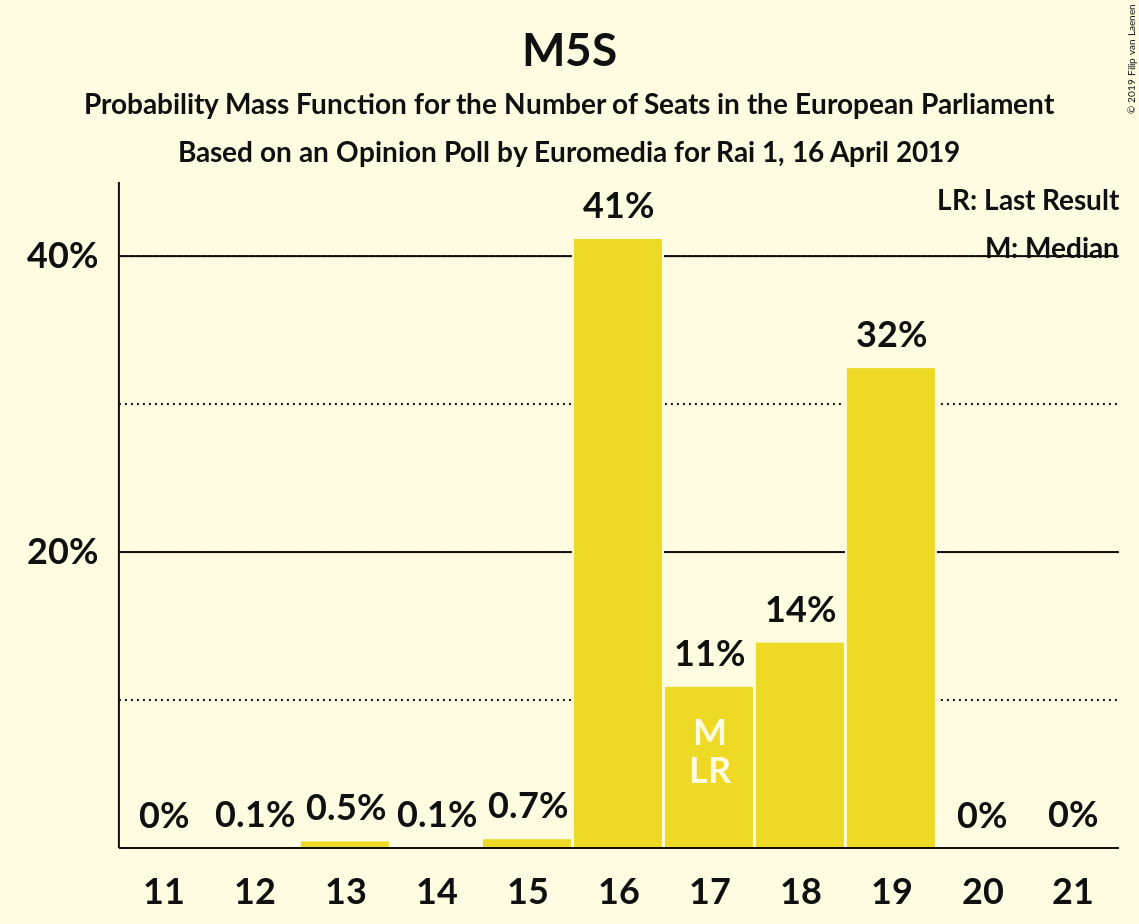 M5S
Probability Mass Function for the Number of Seats in the European Parliament
Based on an Opinion Poll by Euromedia for Rai 1, 16 April 2019
© 2019 Filip van Laenen
LR: Last Result
M: Median
40%
20%
0%
0.1%
0.5%
0.1%
0.7%
41%
11%
14%
32%
0%
0%
M
LR
11 12 13 14 15 16 17 18 19 20 21